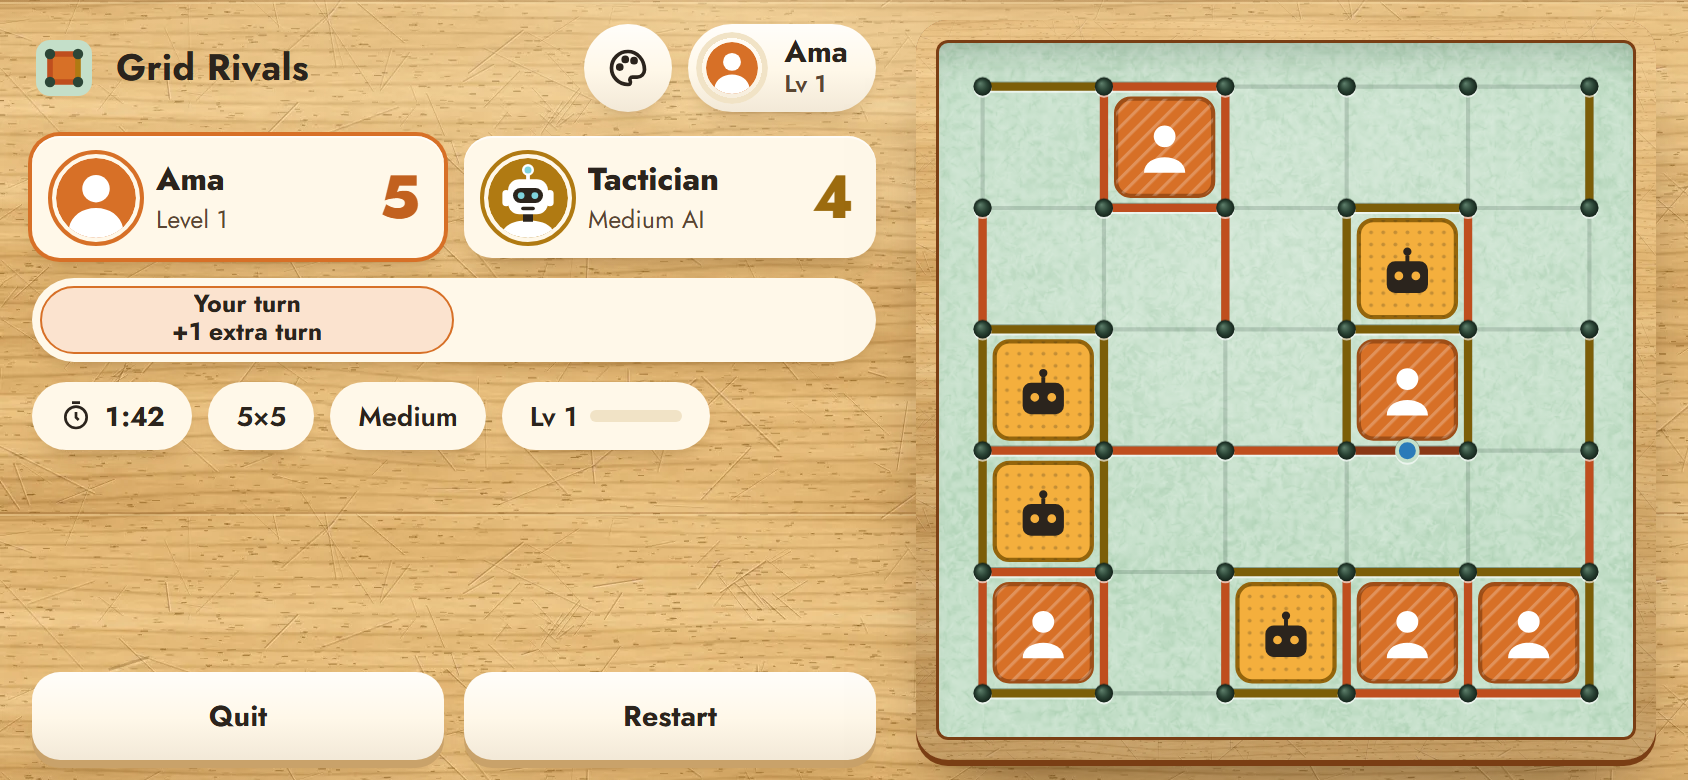 Grid Rivals
Ama
Lv 1
Ama
Level 1
5
Tactician
Medium AI
4
Your turn
+1 extra turn
1:42
5×5
Medium
Lv 1
Quit
Restart